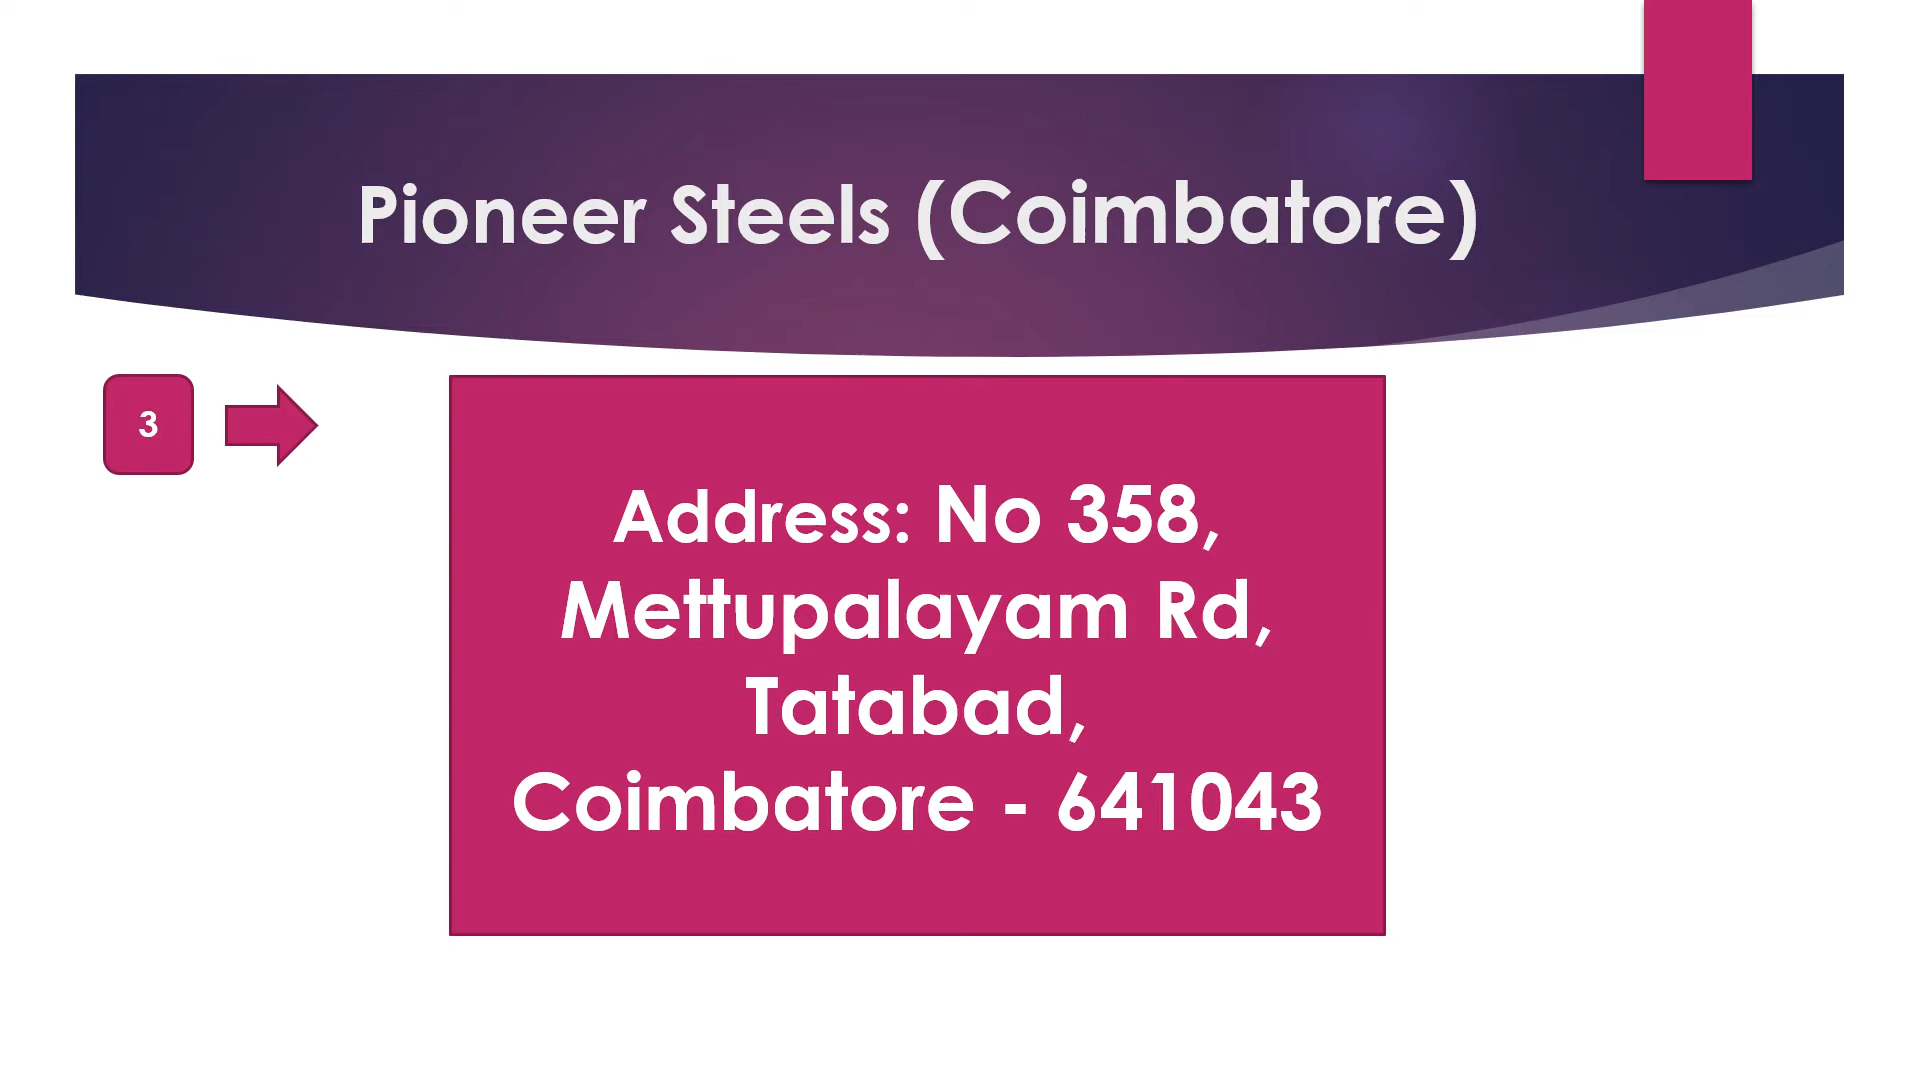 Pioneer Steels (Coimbatore)
3
Address: No 358,
Mettupalayam Rd,
Tatabad,
Coimbatore - 641043